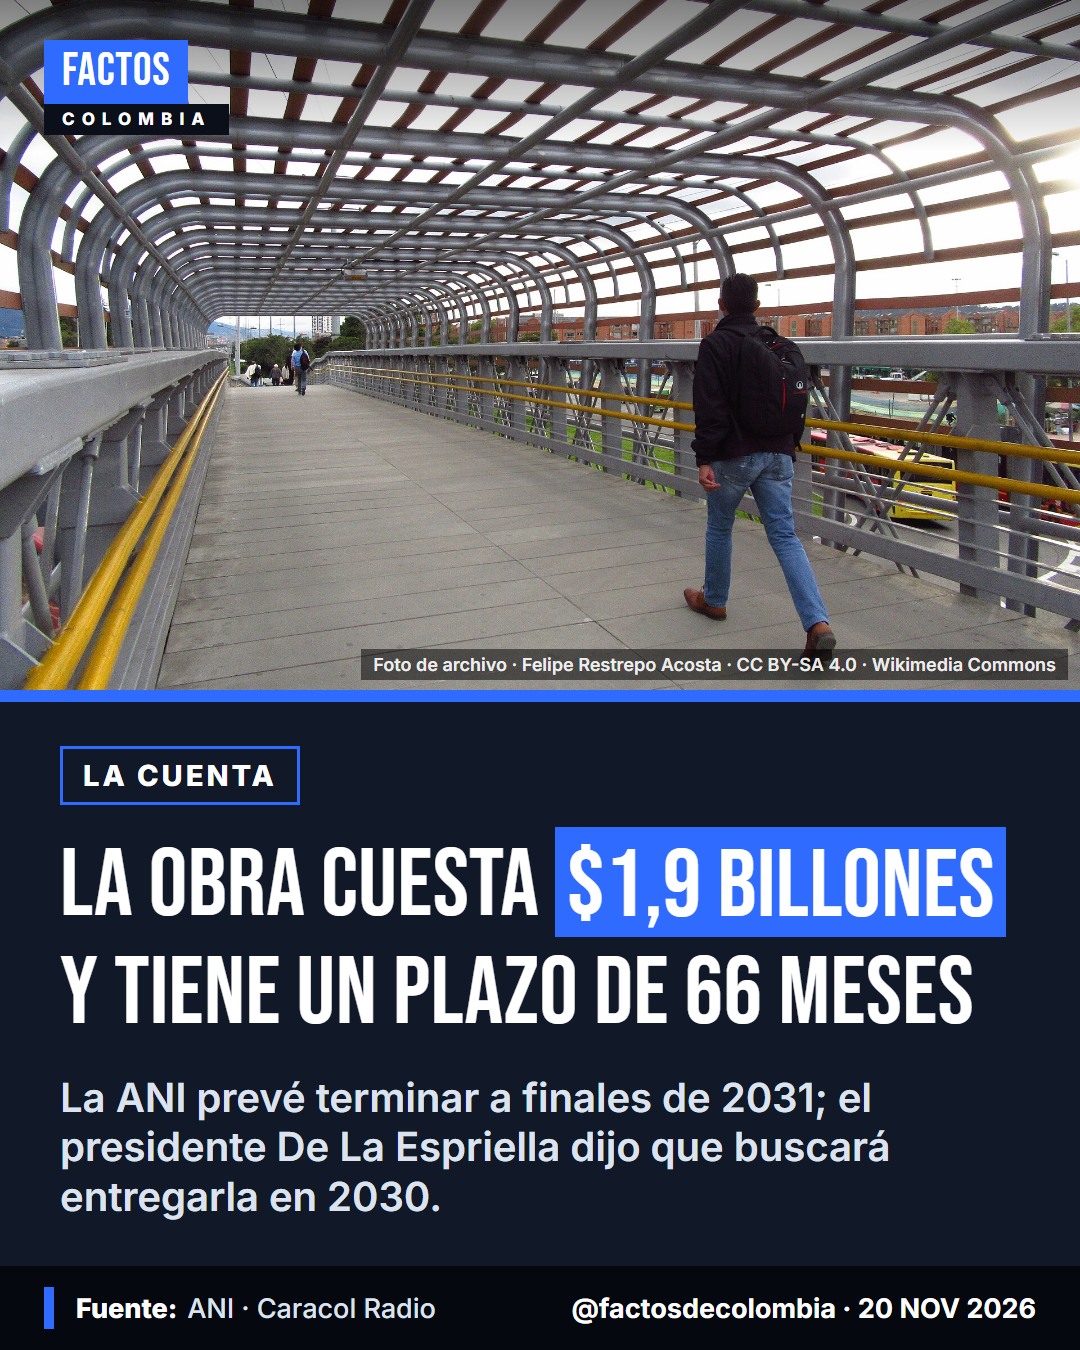 FACTOS
COLOMBIA
Foto de archivo · Felipe Restrepo Acosta · CC BY-SA 4.0 · Wikimedia Commons
LA CUENTA
LA OBRA CUESTA $1,9 BILLONES
Y TIENE UN PLAZO DE 66 MESES
La ANI prevé terminar a finales de 2031; el
presidente De La Espriella dijo que buscará
entregarla en 2030.
Fuente: ANI · Caracol Radio
@factosdecolombia · 20 NOV 2026